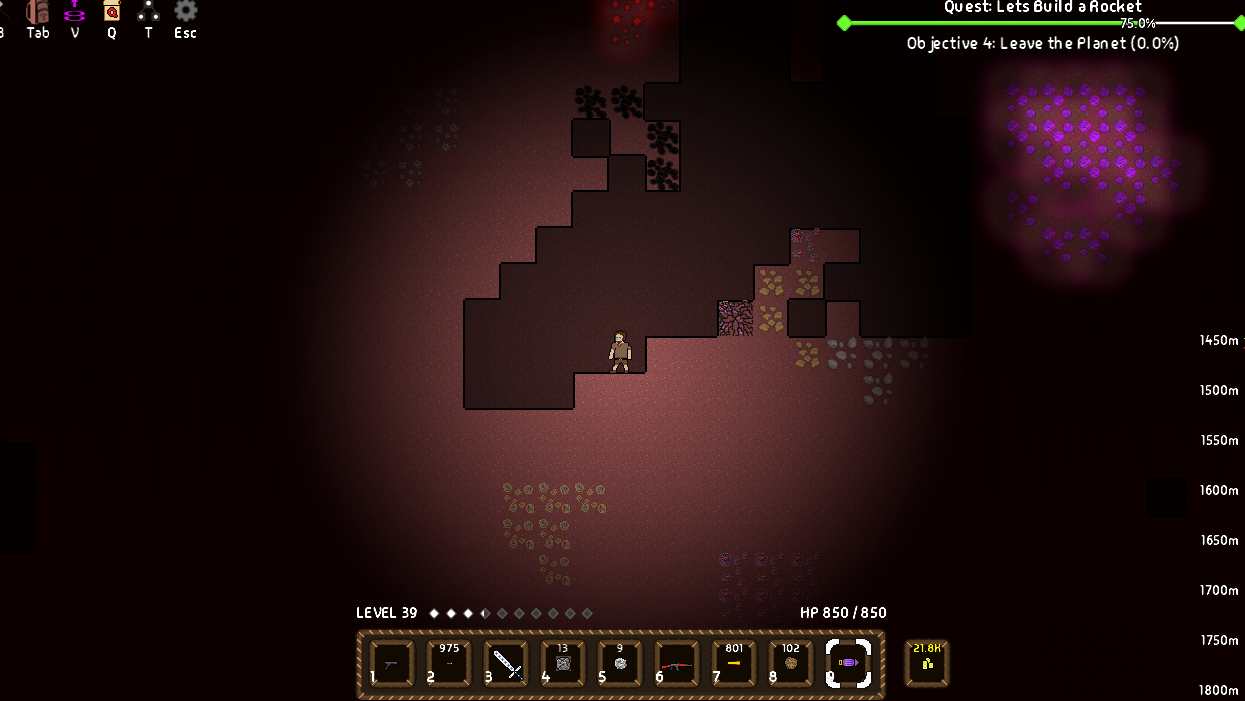 Quest: Lets Build a Rocket
75.0%
Objective 4: Leave the Planet (0.0%)
B Tab V Q T Esc
1450m
1500m
1550m
1600m
1650m
1700m
1750m
1800m
LEVEL 39
HP 850/850
975 13 9 801 102 21.8K
1 2 3 4 5 6 7 8 9